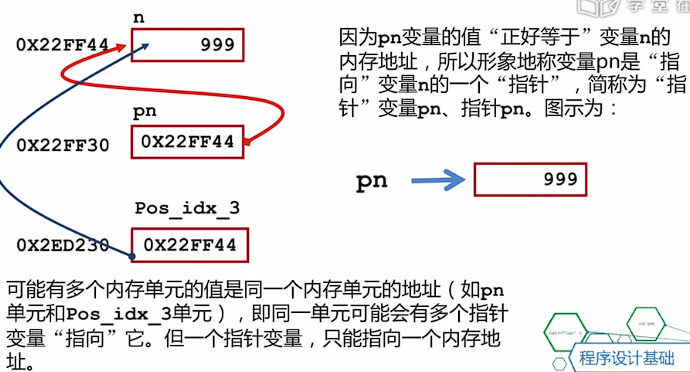 学堂在
n
0X22FF44
999
pn
0X22FF30
0X22FF44
Pos_idx_3
0X2ED230
0X22FF44
因为pn变量的值“正好等于”变量n的
内存地址，所以形象地称变量pn是“指
向”变量n的一个“指针”，简称为“指
针”变量pn、指针pn。图示为：
pn
999
可能有多个内存单元的值是同一个内存单元的地址（如pn
单元和Pos_idx_3单元），即同一单元可能会有多个指针
变量“指向”它。但一个指针变量，只能指向一个内存地
址。
程序设计基础